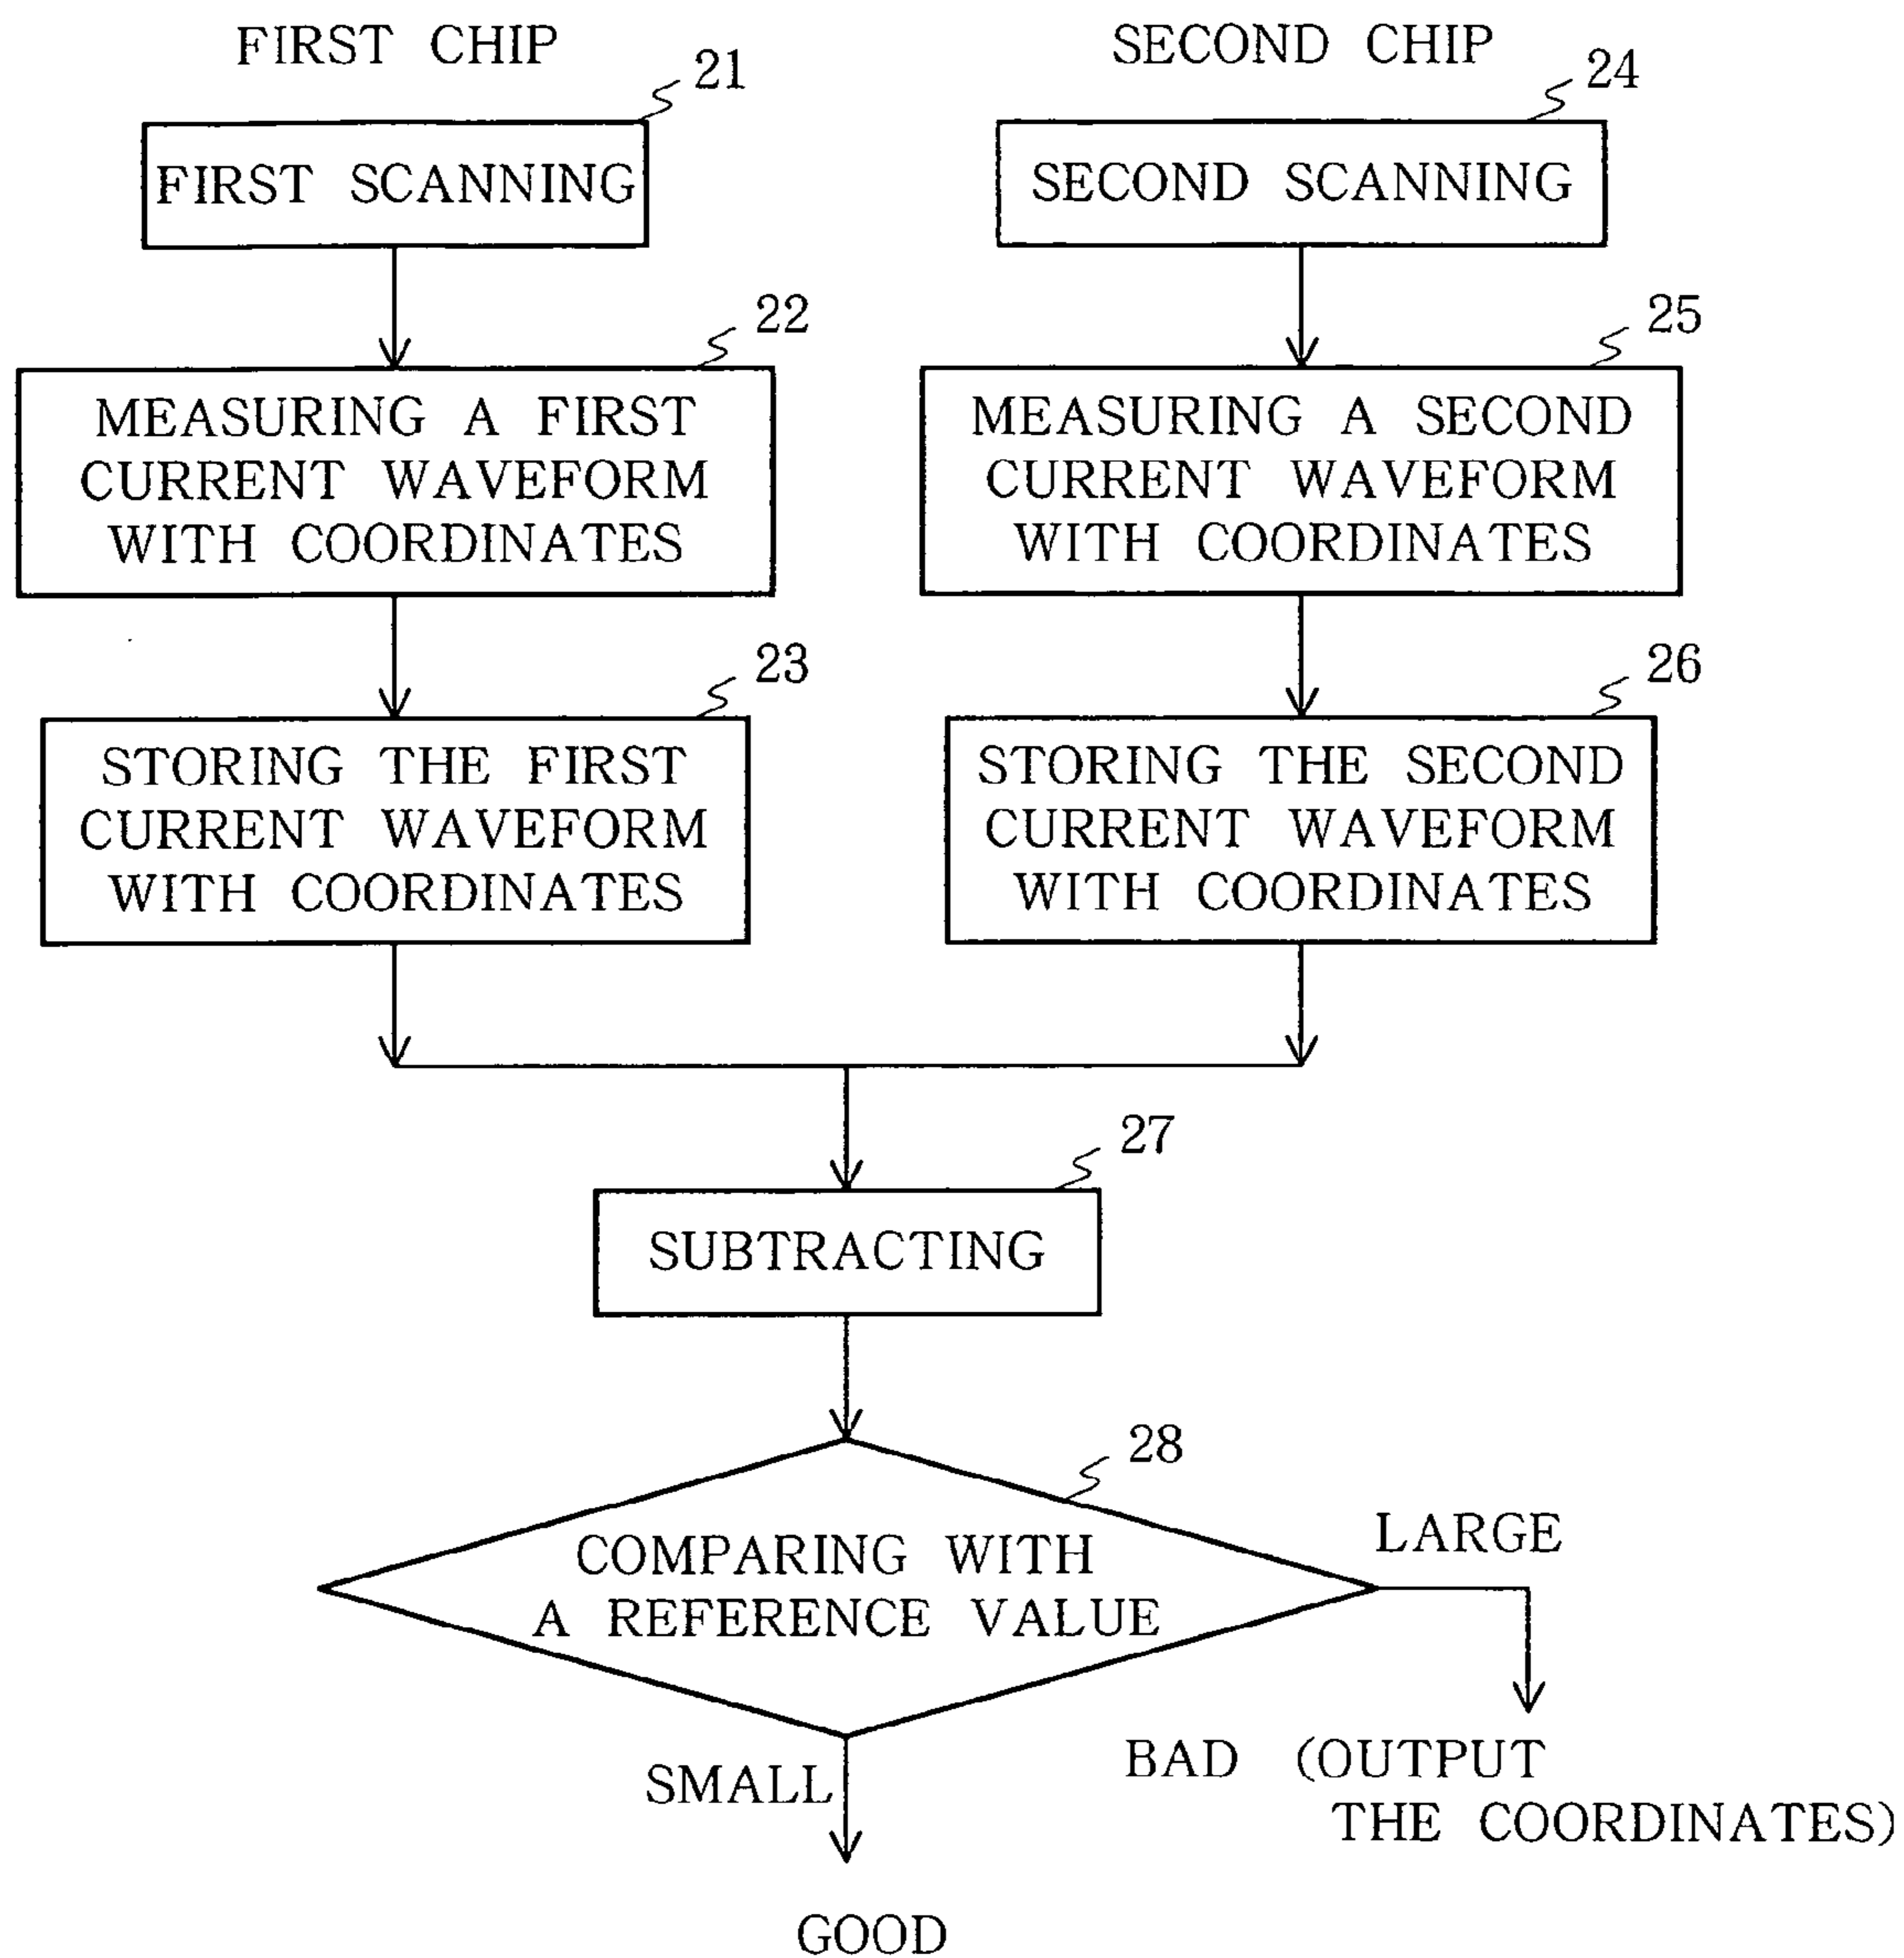 FIRST CHIP
21
FIRST SCANNING
22
MEASURING A FIRST
CURRENT WAVEFORM
WITH COORDINATES
23
STORING THE FIRST
CURRENT WAVEFORM
WITH COORDINATES
SECOND CHIP
24
SECOND SCANNING
25
MEASURING A SECOND
CURRENT WAVEFORM
WITH COORDINATES
26
STORING THE SECOND
CURRENT WAVEFORM
WITH COORDINATES
27
SUBTRACTING
28
COMPARING WITH
A REFERENCE VALUE
LARGE
BAD (OUTPUT
THE COORDINATES)
SMALL
GOOD